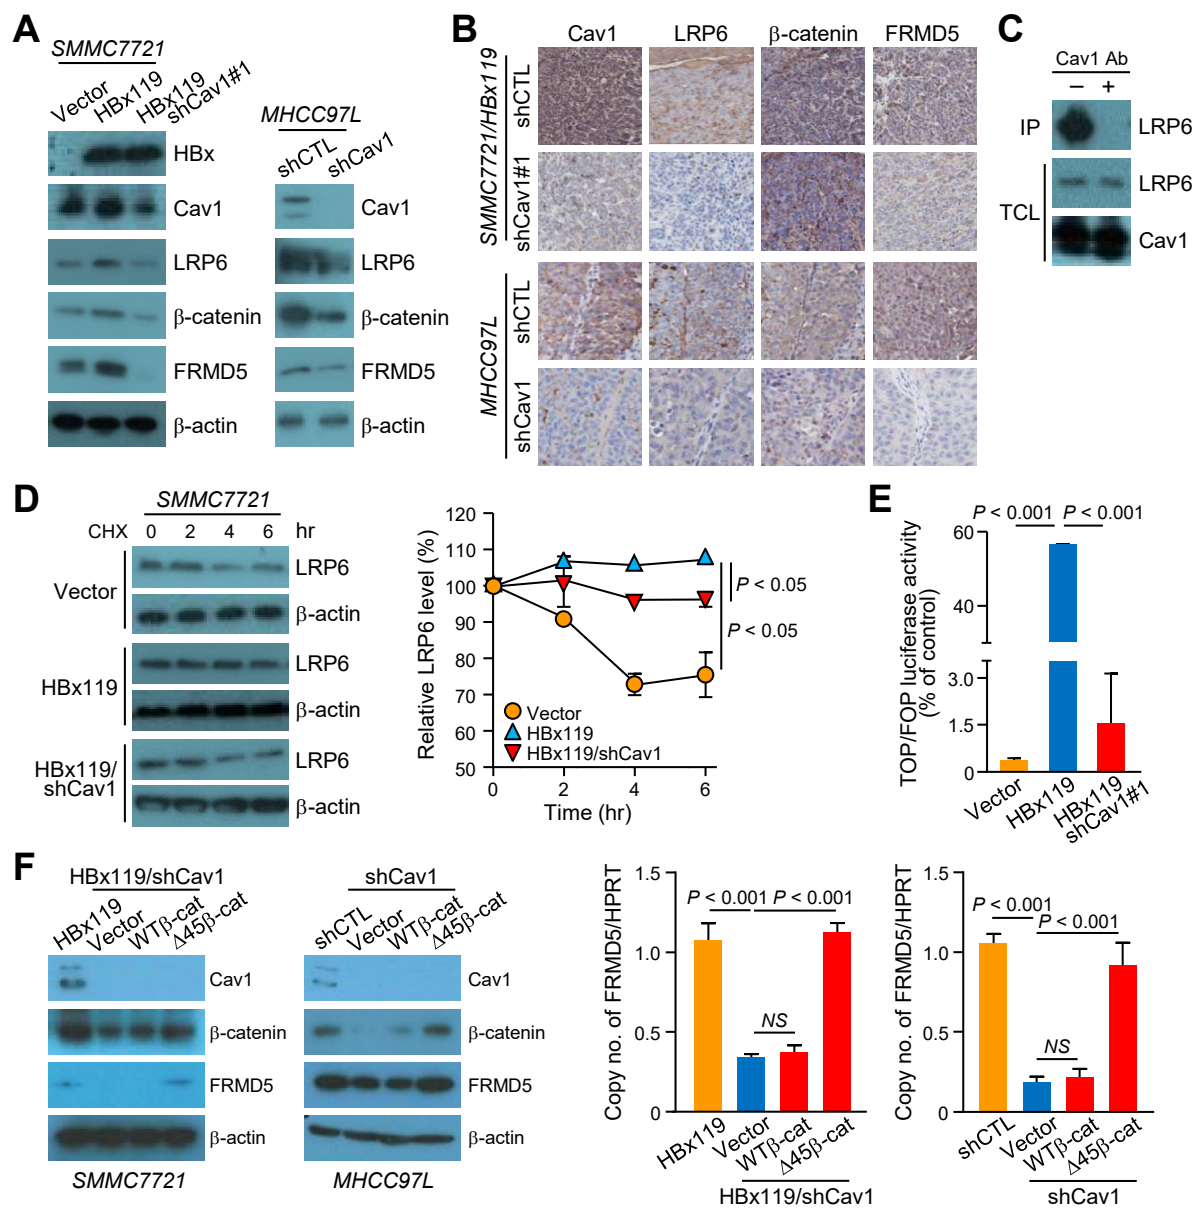 A
SMMC7721
Vector
HBx119
HBx119
shCav1#1
HBx
Cav1
LRP6
β-catenin
FRMD5
β-actin
MHCC97L
shCTL
shCav1
Cav1
LRP6
β-catenin
FRMD5
β-actin
B
Cav1 LRP6 β-catenin FRMD5
SMMC7721/HBx119
shCTL
shCav1#1
MHCC97L
shCTL
shCav1
C
Cav1 Ab
– +
IP
LRP6
TCL
LRP6
Cav1
D
SMMC7721
CHX 0 2 4 6 hr
Vector
LRP6
β-actin
HBx119
LRP6
β-actin
HBx119/
shCav1
LRP6
β-actin
Relative LRP6 level (%)
120
110
100
90
80
70
60
50
0 2 4 6
Time (hr)
Vector
HBx119
HBx119/shCav1
P < 0.05
P < 0.05
E
P < 0.001 P < 0.001
TOP/FOP luciferase activity
(% of control)
60
40
3.0
1.5
0
Vector
HBx119
HBx119
shCav1#1
F
HBx119/shCav1
HBx119
Vector
WTβ-cat
Δ45β-cat
Cav1
β-catenin
FRMD5
β-actin
SMMC7721
shCav1
shCTL
Vector
WTβ-cat
Δ45β-cat
Cav1
β-catenin
FRMD5
β-actin
MHCC97L
Copy no. of FRMD5/HPRT
1.5
1.0
0.5
0
P < 0.001 P < 0.001
NS
HBx119
Vector
WTβ-cat
Δ45β-cat
HBx119/shCav1
Copy no. of FRMD5/HPRT
1.5
1.0
0.5
0
P < 0.001
P < 0.001
NS
shCTL
Vector
WTβ-cat
Δ45β-cat
shCav1